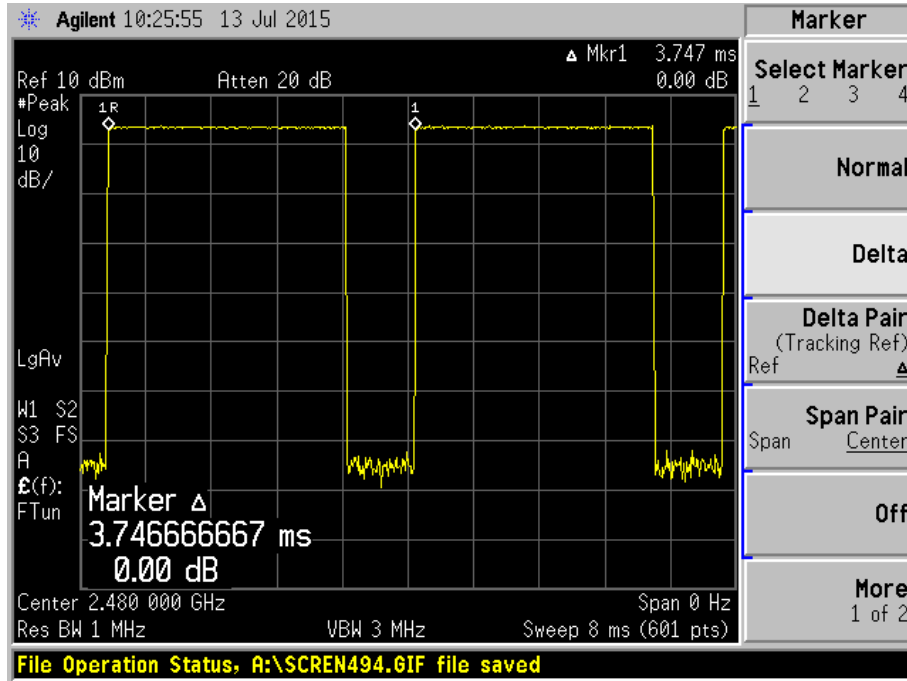 Agilent 10:25:55 13 Jul 2015
Marker
Δ Mkr1 3.747 ms
Ref 10 dBm Atten 20 dB 0.00 dB
#Peak
Log
10
dB/
1R
1
LgAv
W1 S2
S3 FS
A
£(f):
FTun
Marker Δ
3.746666667 ms
0.00 dB
Center 2.480 000 GHz Span 0 Hz
Res BW 1 MHz VBW 3 MHz Sweep 8 ms (601 pts)
Select Marker
1 2 3 4
Normal
Delta
Delta Pair
(Tracking Ref)
Ref Δ
Span Pair
Span Center
Off
More
1 of 2
File Operation Status, A:\SCREN494.GIF file saved